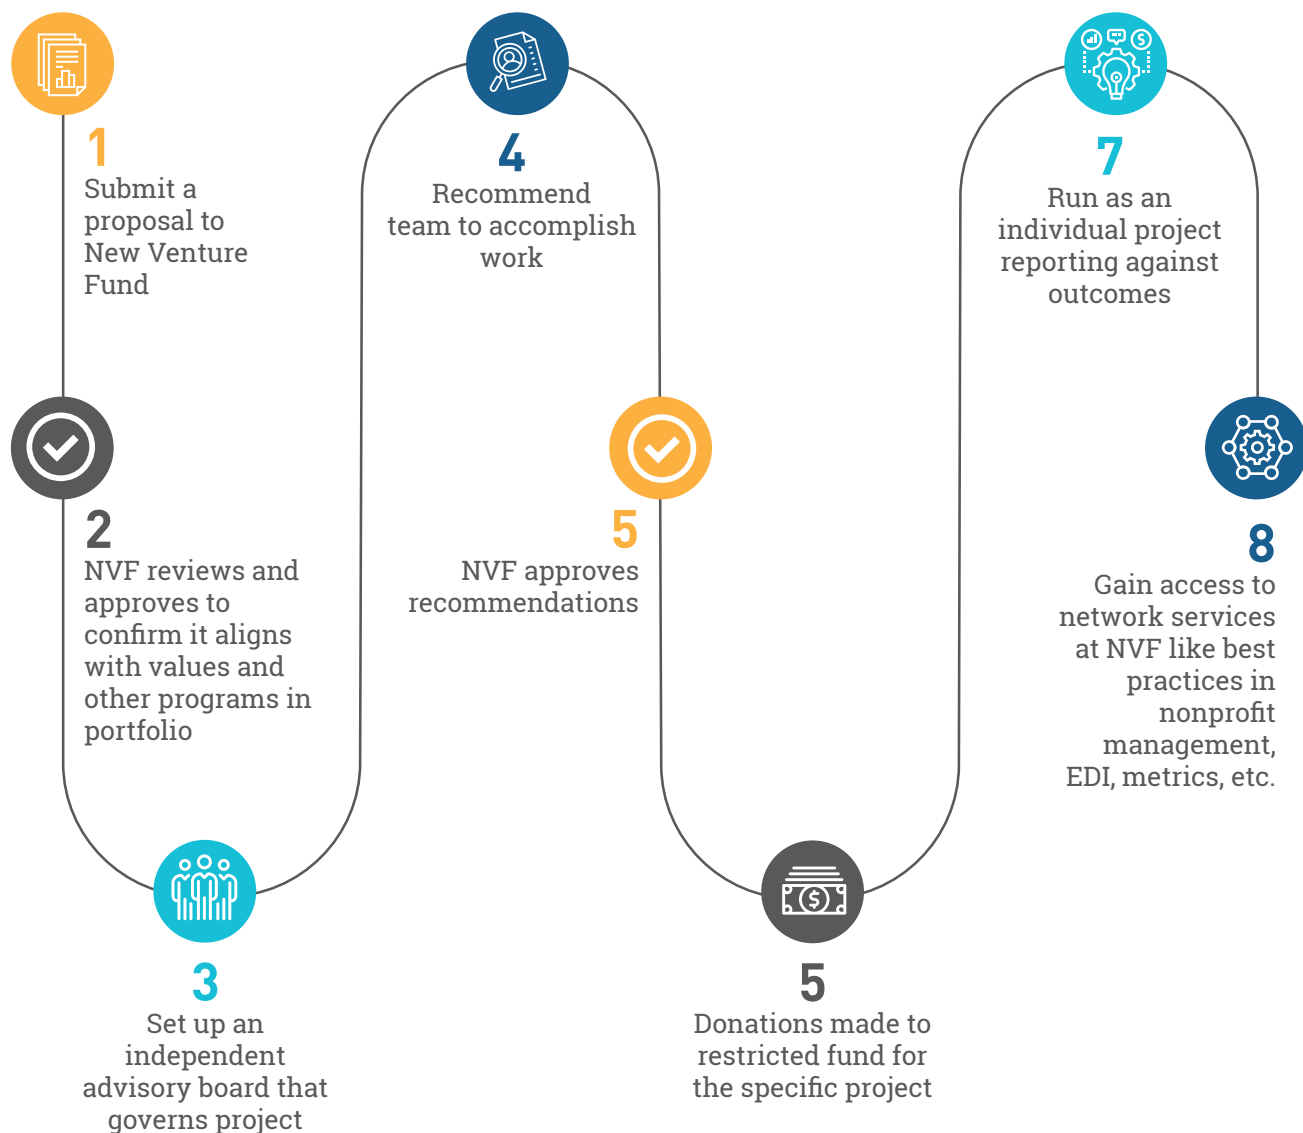 1
Submit a
proposal to
New Venture
Fund
2
NVF reviews and
approves to
confirm it aligns
with values and
other programs in
portfolio
3
Set up an
independent
advisory board that
governs project
4
Recommend
team to accomplish
work
5
NVF approves
recommendations
5
Donations made to
restricted fund for
the specific project
7
Run as an
individual project
reporting against
outcomes
8
Gain access to
network services
at NVF like best
practices in
nonprofit
management,
EDI, metrics, etc.